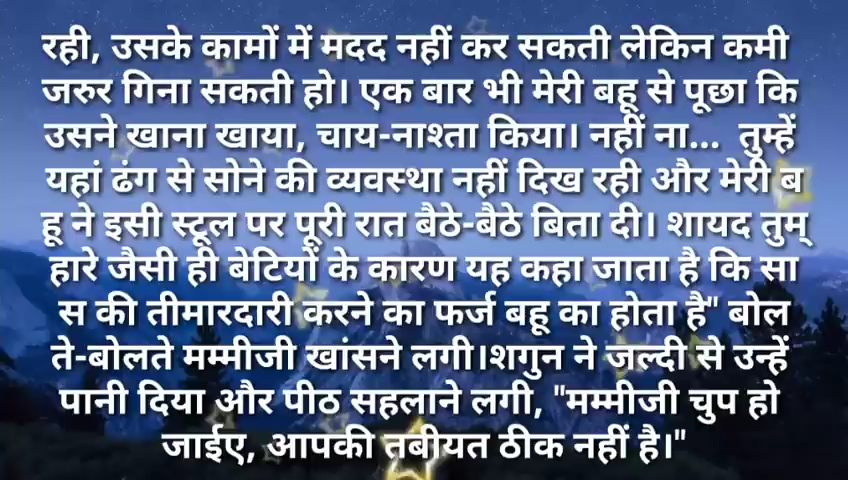 रही, उसके कामों में मदद नहीं कर सकती लेकिन कमी
जरुर गिना सकती हो। एक बार भी मेरी बहू से पूछा कि
उसने खाना खाया, चाय-नाश्ता किया। नहीं ना... तुम्हें
यहां ढंग से सोने की व्यवस्था नहीं दिख रही और मेरी ब
हू ने इसी स्टूल पर पूरी रात बैठे-बैठे बिता दी। शायद तुम्
हारे जैसी ही बेटियों के कारण यह कहा जाता है कि सा
स की तीमारदारी करने का फर्ज बहू का होता है" बोल
ते-बोलते मम्मीजी खांसने लगी।शगुन ने जल्दी से उन्हें
पानी दिया और पीठ सहलाने लगी, "मम्मीजी चुप हो
जाईए, आपकी तबीयत ठीक नहीं है।"